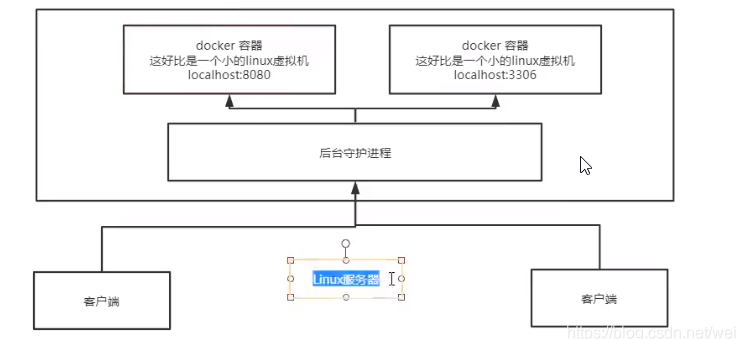 docker 容器
这好比是一个小的linux虚拟机
localhost:8080
docker 容器
这好比是一个小的linux虚拟机
localhost:3306
后台守护进程
Linux服务器
客户端
客户端
https://blog.csdn.net/wei